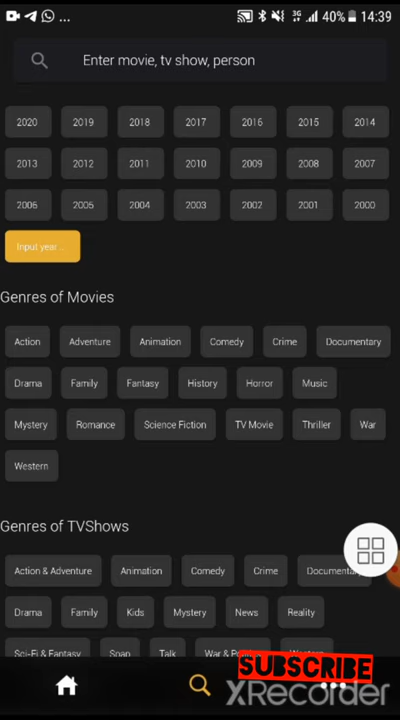 ... 3G 40% 14:39
Enter movie, tv show, person
2020 2019 2018 2017 2016 2015 2014
2013 2012 2011 2010 2009 2008 2007
2006 2005 2004 2003 2002 2001 2000
Input year...
Genres of Movies
Action Adventure Animation Comedy Crime Documentary
Drama Family Fantasy History Horror Music
Mystery Romance Science Fiction TV Movie Thriller War
Western
Genres of TVShows
Action & Adventure Animation Comedy Crime Documentary
Drama Family Kids Mystery News Reality
Sci-Fi & Fantasy Soap Talk War &
SUBSCRIBE
XRecorder